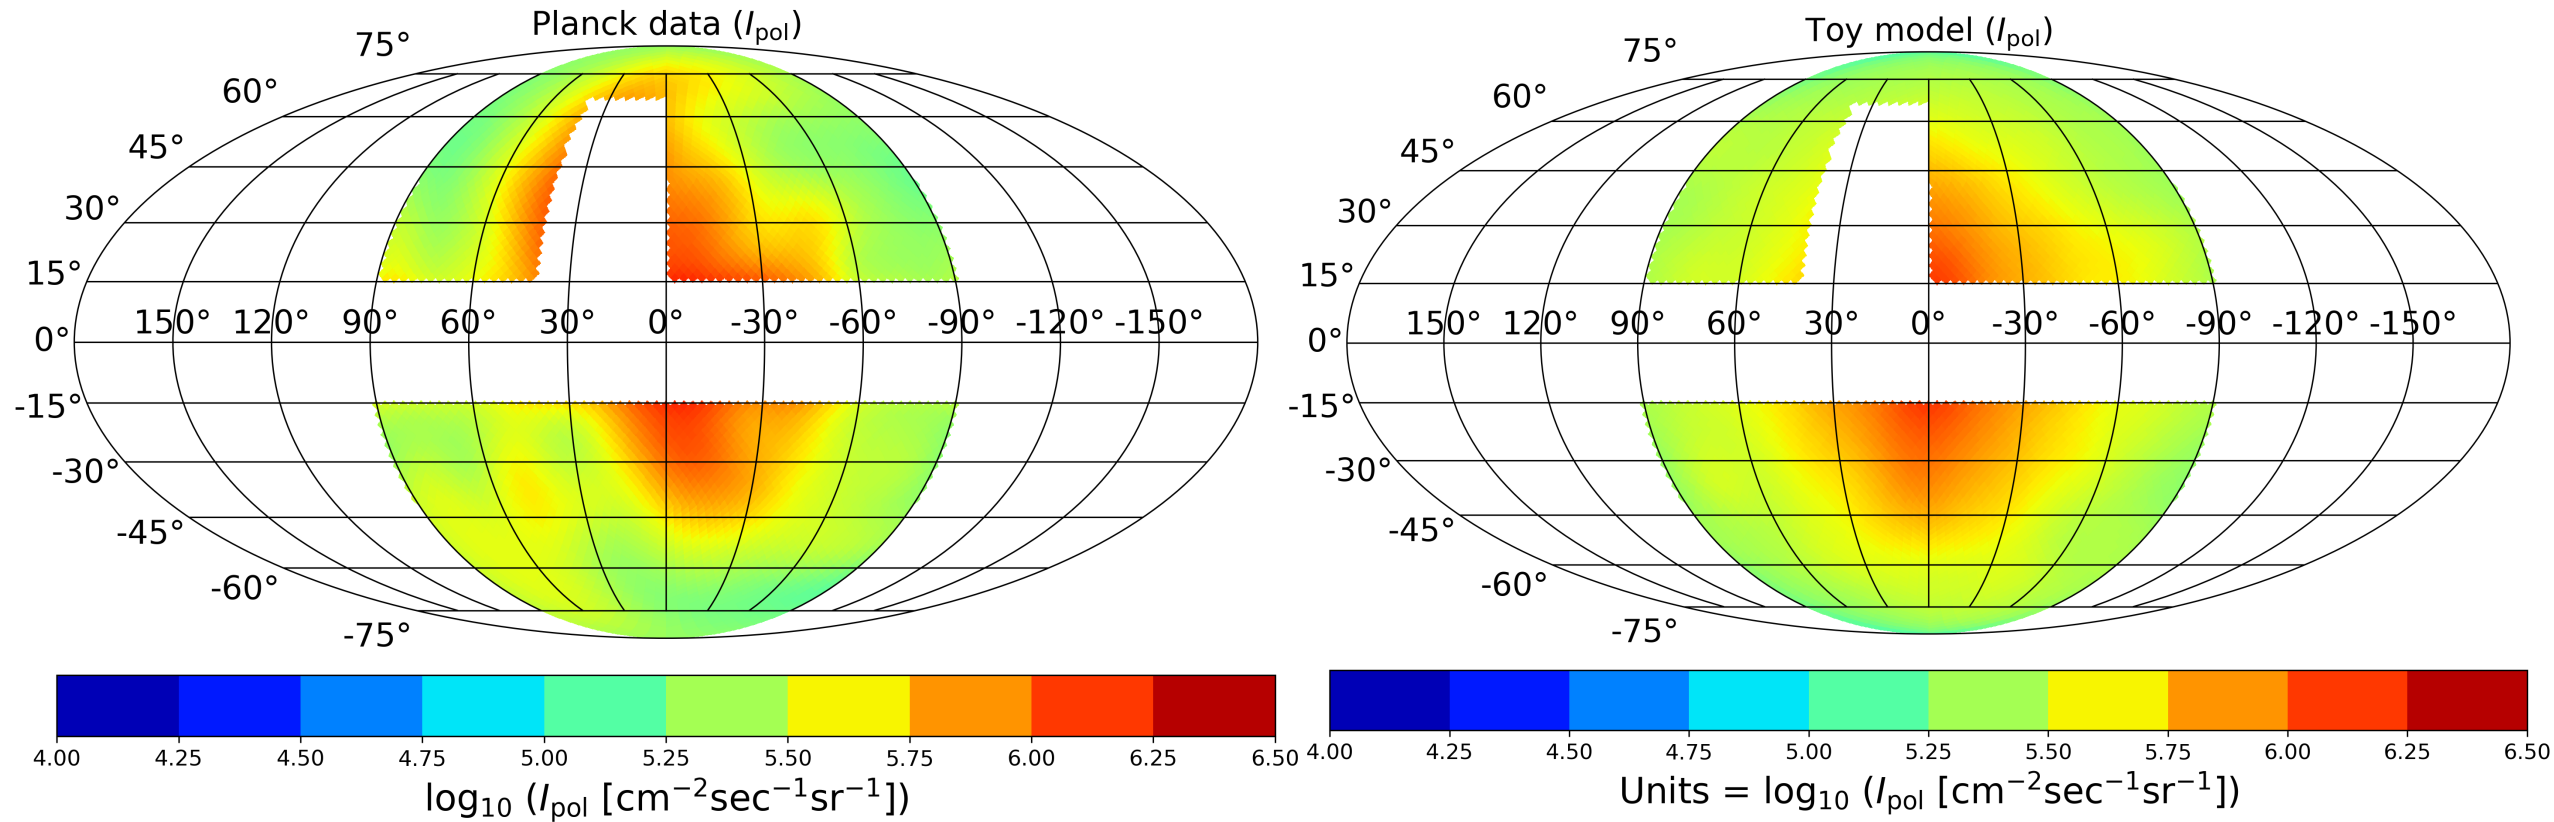 Planck data (I_pol)
75°
60°
45°
30°
15°
150° 120° 90° 60° 30° 0° -30° -60° -90° -120° -150°
0°
-15°
-30°
-45°
-60°
-75°
4.00 4.25 4.50 4.75 5.00 5.25 5.50 5.75 6.00 6.25 6.50
log₁₀ (I_pol [cm⁻²sec⁻¹sr⁻¹])
Toy model (I_pol)
75°
60°
45°
30°
15°
150° 120° 90° 60° 30° 0° -30° -60° -90° -120° -150°
0°
-15°
-30°
-45°
-60°
-75°
4.00 4.25 4.50 4.75 5.00 5.25 5.50 5.75 6.00 6.25 6.50
Units = log₁₀ (I_pol [cm⁻²sec⁻¹sr⁻¹])